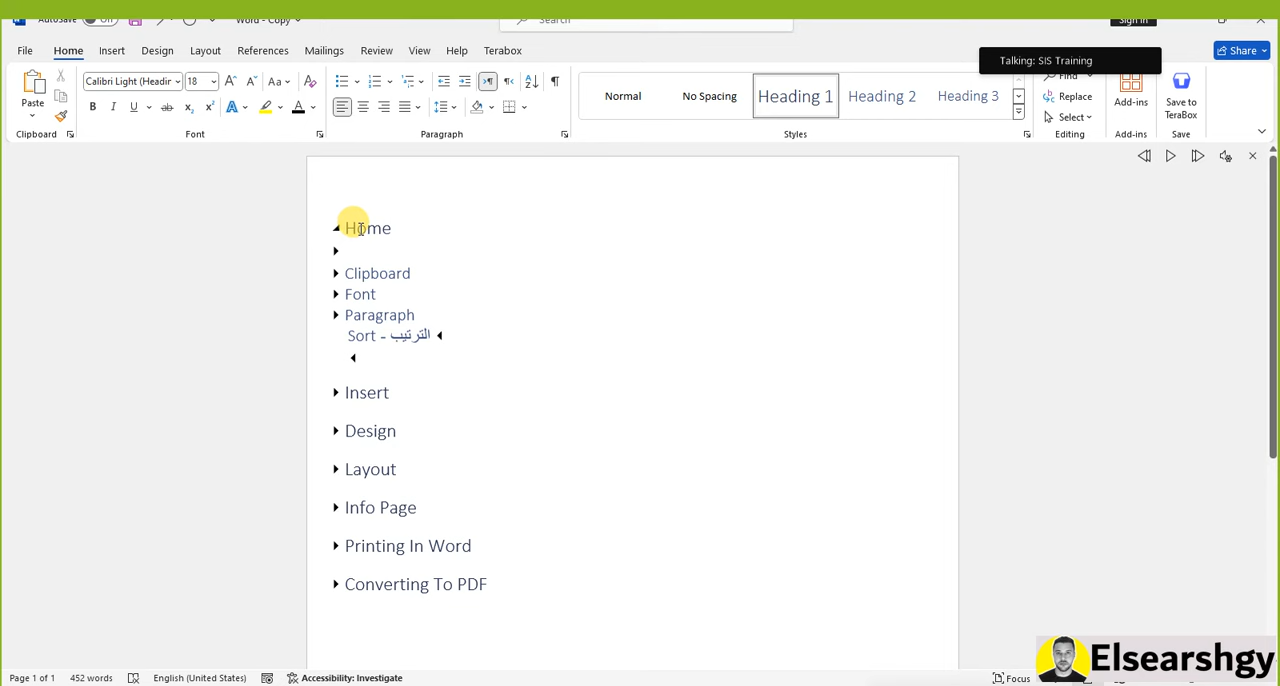 AutoSave Off Word - Copy Search Sign in
File Home Insert Design Layout References Mailings Review View Help Terabox Share
Talking: SIS Training
Paste Calibri Light (Headir 18 Aa Find
Normal No Spacing Heading 1 Heading 2 Heading 3 Replace Add-ins Save to TeraBox
Select
Clipboard Font Paragraph Styles Editing Add-ins Save
Home
Clipboard
Font
Paragraph
Sort - الترتيب
Insert
Design
Layout
Info Page
Printing In Word
Converting To PDF
Elsearshgy
Page 1 of 1 452 words English (United States) Accessibility: Investigate Focus